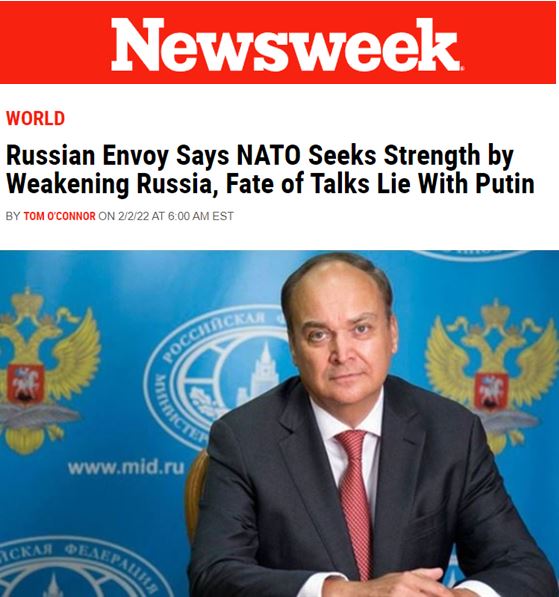 Newsweek
WORLD
Russian Envoy Says NATO Seeks Strength by
Weakening Russia, Fate of Talks Lie With Putin
BY TOM O'CONNOR ON 2/2/22 AT 6:00 AM EST
РОССИЙСКАЯ
МИНИСТЕР
www.mid.ru
СКАЯ ФЕДЕРАЦИЯ